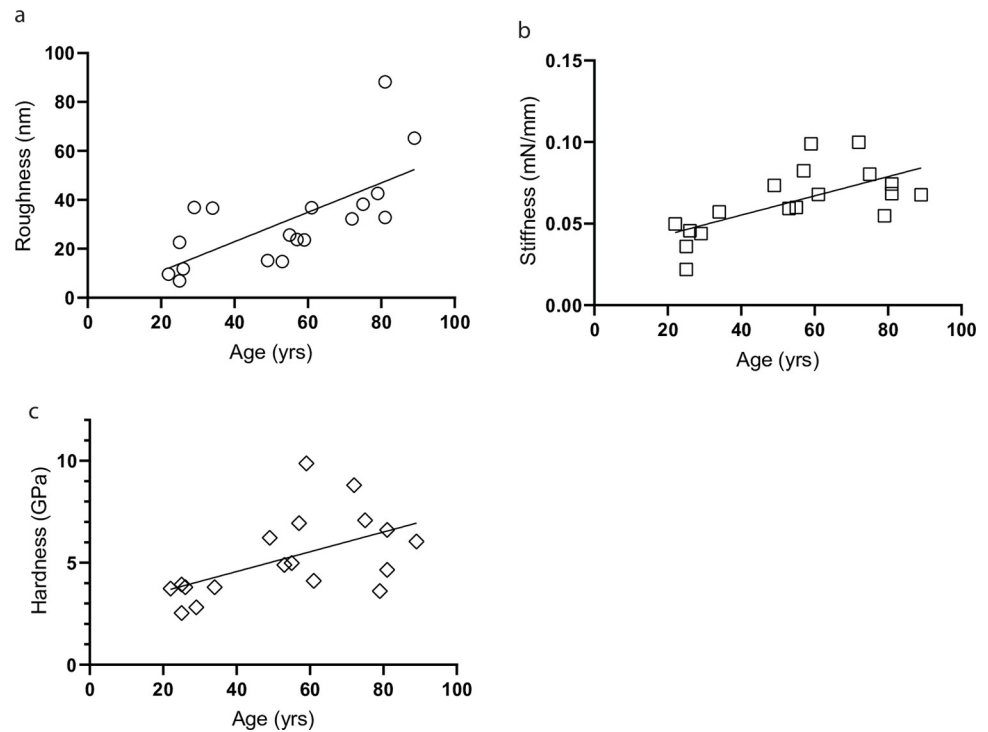 a
100
80
60
40
20
0
Roughness (nm)
0 20 40 60 80 100
Age (yrs)
b
0.15
0.10
0.05
0.00
Stiffness (mN/mm)
0 20 40 60 80 100
Age (yrs)
c
10
5
0
Hardness (GPa)
0 20 40 60 80 100
Age (yrs)